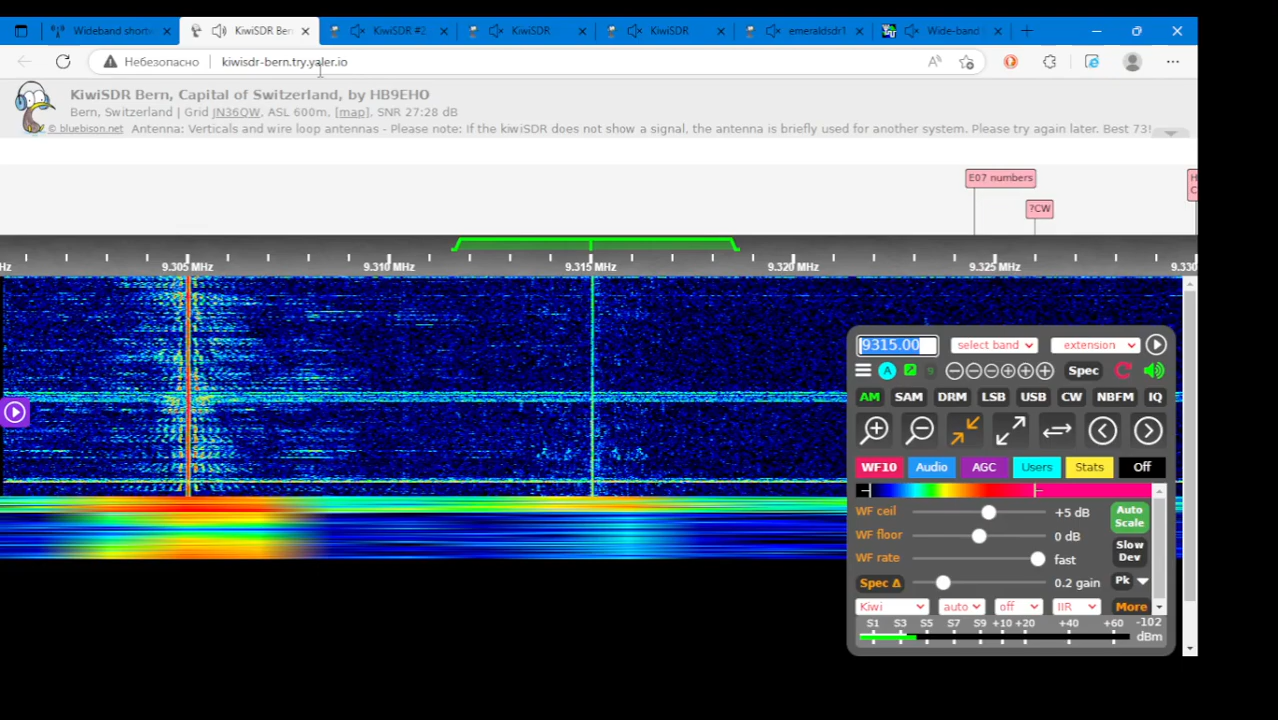 Wideband short KiwiSDR Ber KiwiSDR #2 KiwiSDR KiwiSDR emeraldsdr1 Wide-band
Небезопасно kiwisdr-bern.try.yaler.io
KiwiSDR Bern, Capital of Switzerland, by HB9EHO
Bern, Switzerland | Grid JN36QW, ASL 600m, [map], SNR 27:28 dB
© bluebison.net Antenna: Verticals and wire loop antennas - Please note: If the kiwiSDR does not show a signal, the antenna is briefly used for another system. Please try again later. Best 73!
E07 numbers
?CW
Hz 9.305 MHz 9.310 MHz 9.315 MHz 9.320 MHz 9.325 MHz 9.330
9315.00 select band extension
A 9 Spec
AM SAM DRM LSB USB CW NBFM IQ
WF10 Audio AGC Users Stats Off
WF ceil +5 dB Auto Scale
WF floor 0 dB
WF rate fast Slow Dev
Spec Δ 0.2 gain Pk
Kiwi auto off IIR More
S1 S3 S5 S7 S9 +10 +20 +40 +60 -102 dBm